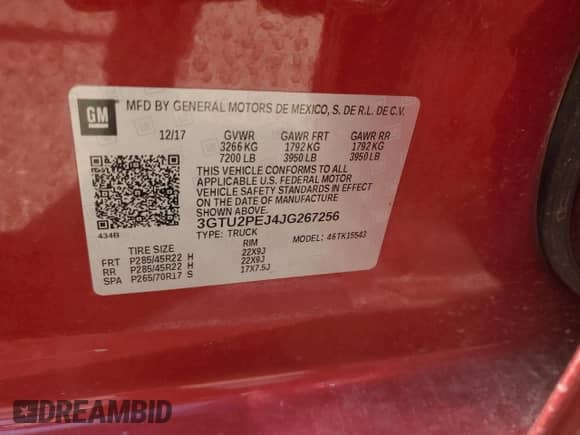 GM
MFD BY GENERAL MOTORS DE MEXICO, S. DE R.L. DE C.V.
12/17 GVWR GAWR FRT GAWR RR
3266 KG 1792 KG 1792 KG
7200 LB 3950 LB 3950 LB
THIS VEHICLE CONFORMS TO ALL
APPLICABLE U.S. FEDERAL MOTOR
VEHICLE SAFETY STANDARDS IN EFFECT
ON THE DATE OF MANUFACTURE
SHOWN ABOVE.
434B 3GTU2PEJ4JG267256
TYPE: TRUCK MODEL: 46TK15543
TIRE SIZE RIM
FRT P285/45R22 H 22X9J
RR P285/45R22 H 22X9J
SPA P265/70R17 S 17X7.5J
DREAMBID